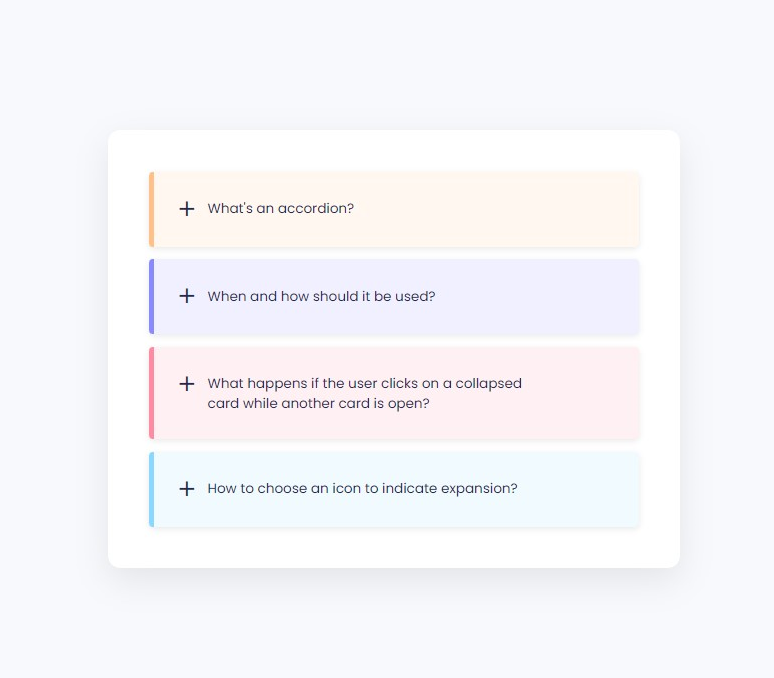 What's an accordion?
When and how should it be used?
What happens if the user clicks on a collapsed
card while another card is open?
How to choose an icon to indicate expansion?